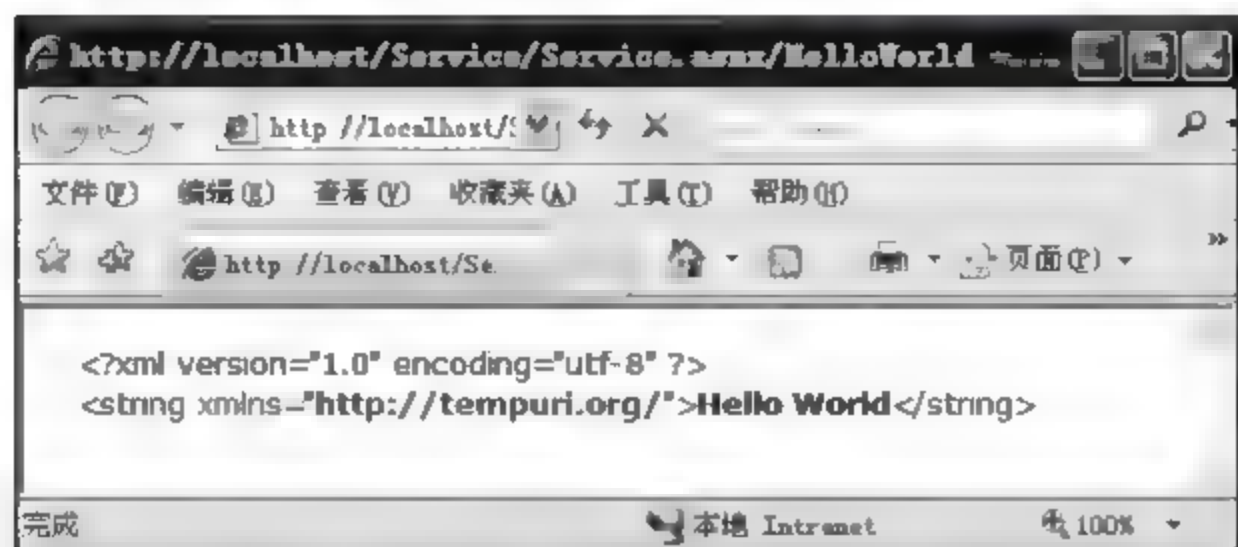 http://localhost/Service/Service.asmx/HelloWorld
http //localhost/S
文件(F) 编辑(E) 查看(V) 收藏夹(A) 工具(T) 帮助(H)
http //localhost/Se. 页面(P)
<?xml version="1.0" encoding="utf-8" ?>
<string xmlns="http://tempuri.org/">Hello World</string>
完成 本地 Intranet 100%